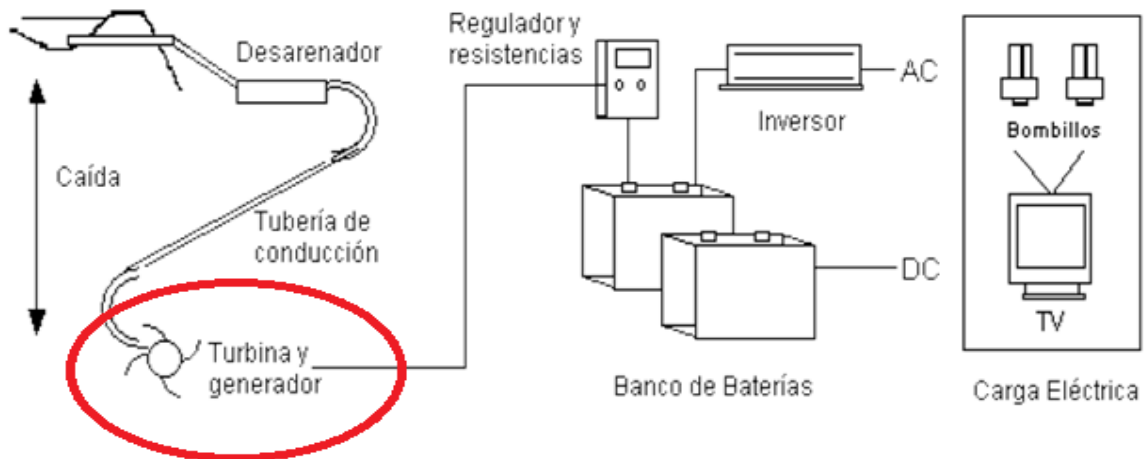 Desarenador
Caída
Tubería de
conducción
Turbina y
generador
Regulador y
resistencias
Inversor
AC
DC
Banco de Baterías
Bombillos
TV
Carga Eléctrica